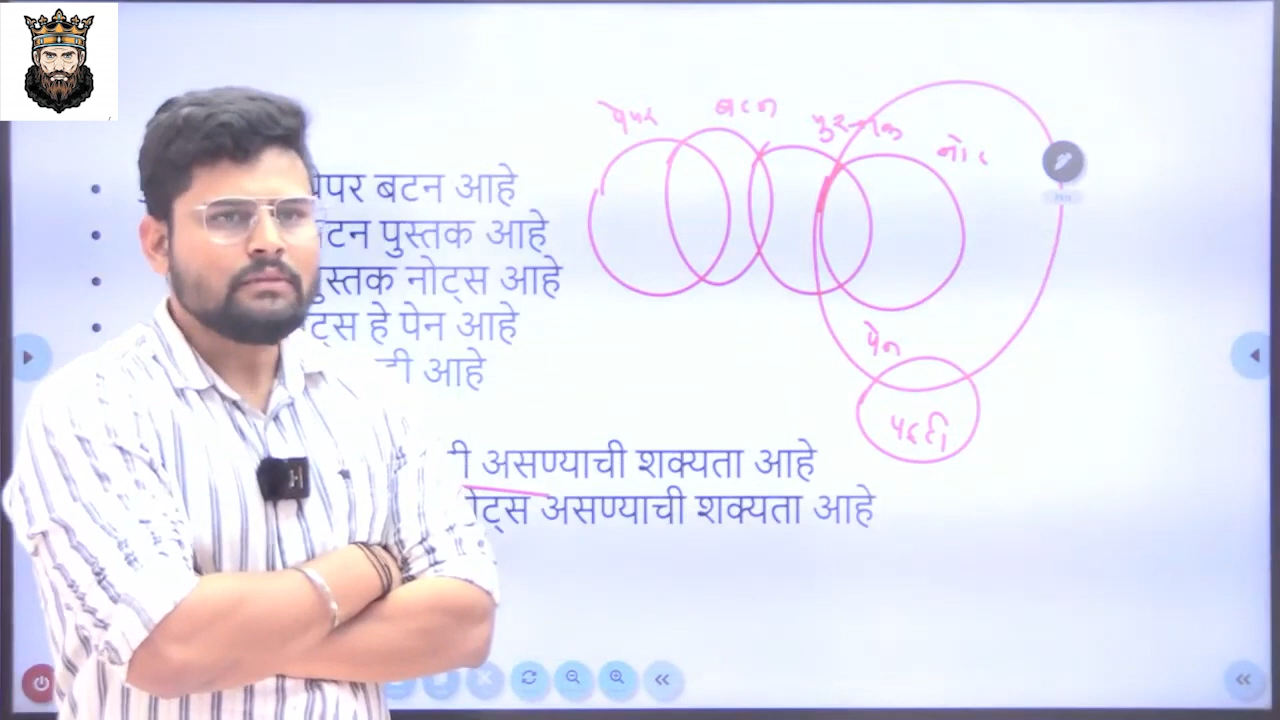 पेपर बटन पुस्तक नोट
पेपर बटन आहे
बटन पुस्तक आहे
पुस्तक नोट्स आहे
नोट्स हे पेन आहे
आहे
पेन
पट्टी
असण्याची शक्यता आहे
नोट्स असण्याची शक्यता आहे